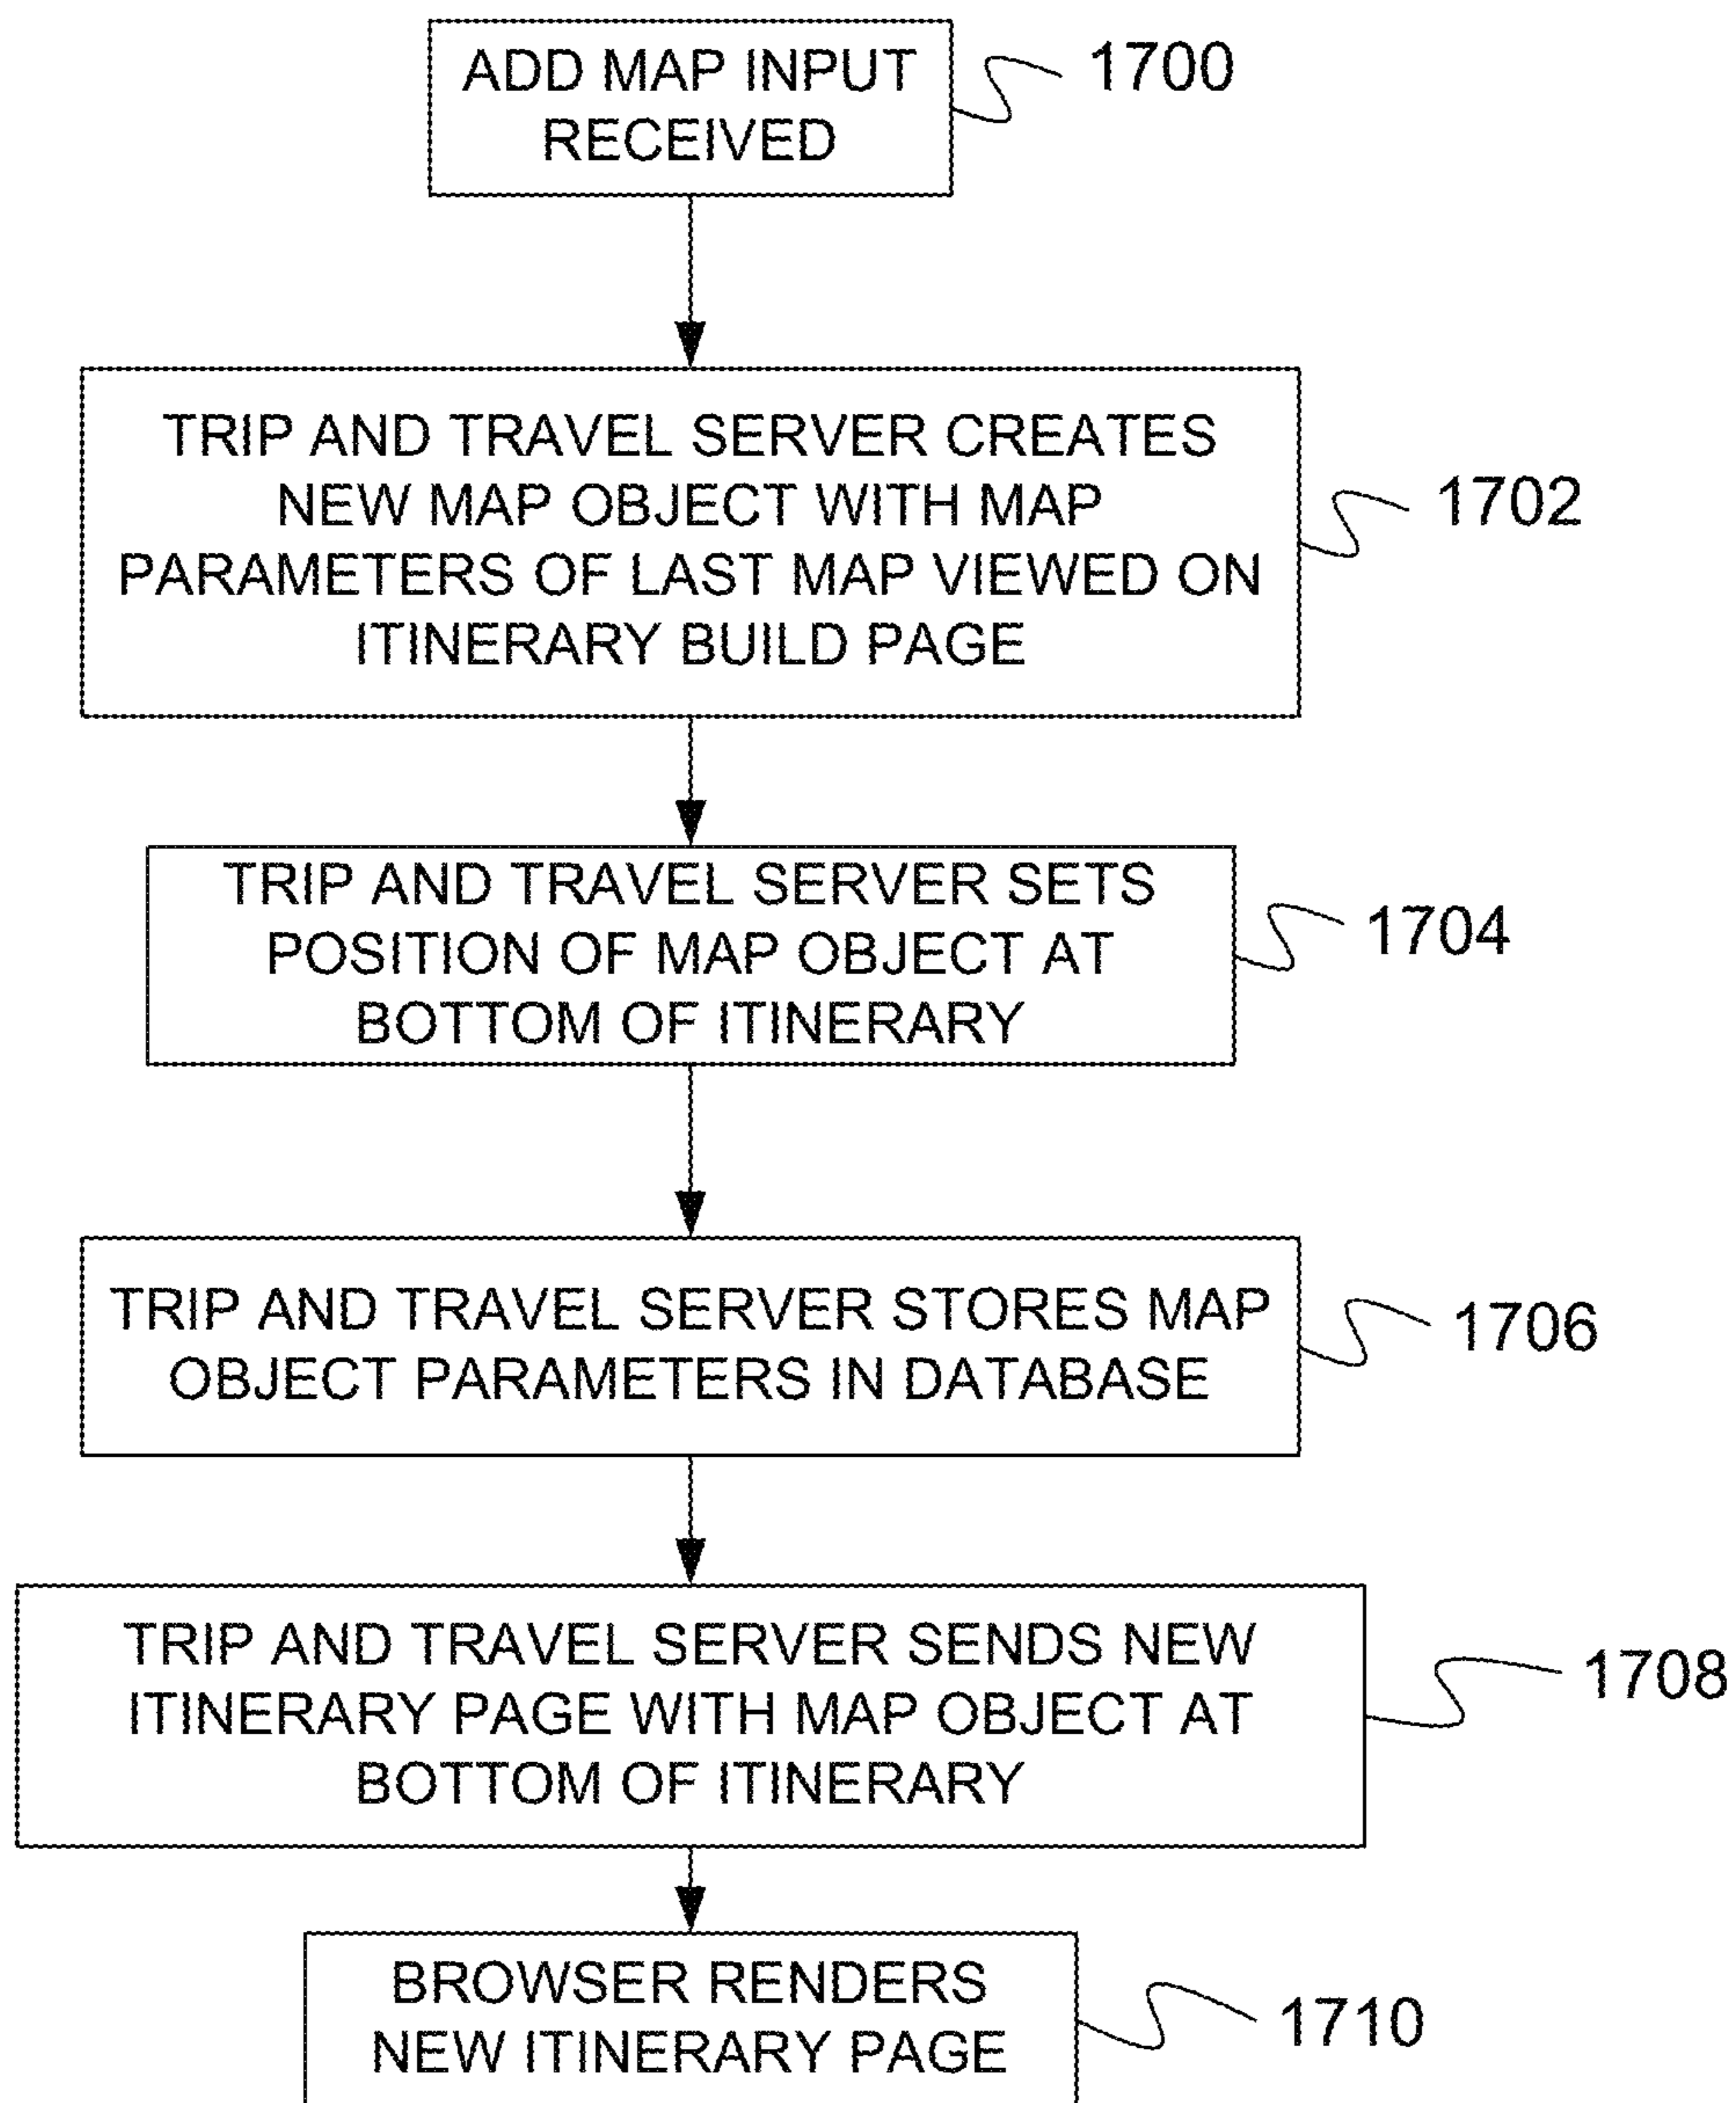 ADD MAP INPUT
RECEIVED
1700
TRIP AND TRAVEL SERVER CREATES
NEW MAP OBJECT WITH MAP
PARAMETERS OF LAST MAP VIEWED ON
ITINERARY BUILD PAGE
1702
TRIP AND TRAVEL SERVER SETS
POSITION OF MAP OBJECT AT
BOTTOM OF ITINERARY
1704
TRIP AND TRAVEL SERVER STORES MAP
OBJECT PARAMETERS IN DATABASE
1706
TRIP AND TRAVEL SERVER SENDS NEW
ITINERARY PAGE WITH MAP OBJECT AT
BOTTOM OF ITINERARY
1708
BROWSER RENDERS
NEW ITINERARY PAGE
1710